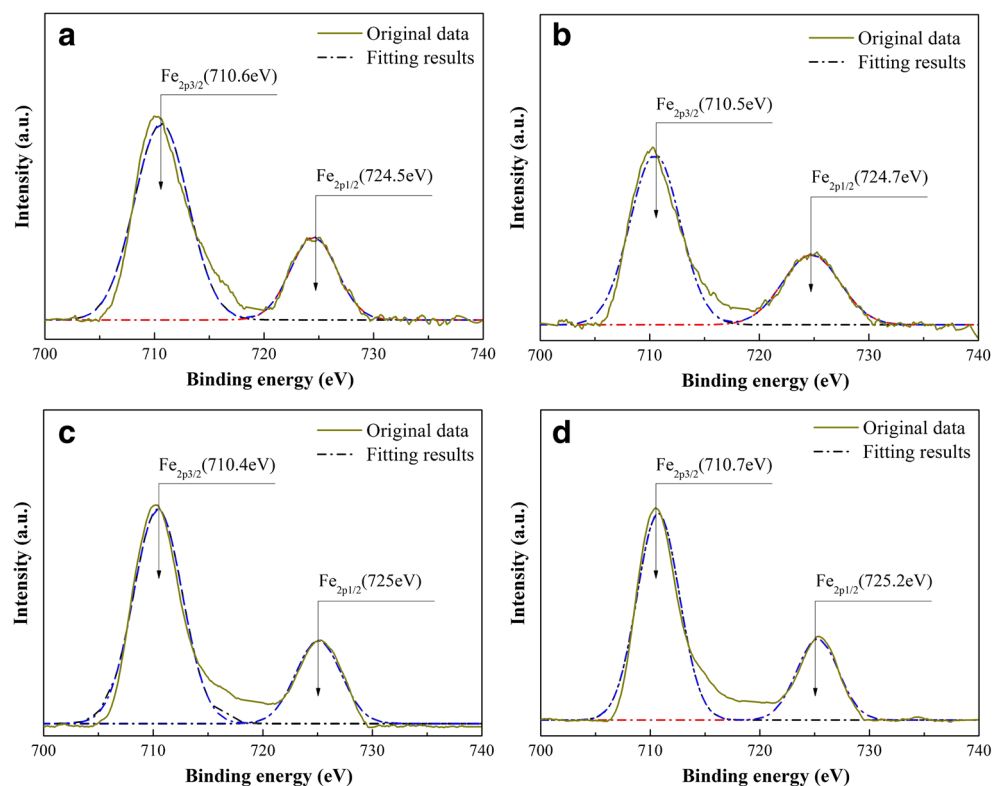 a
Original data
Fitting results
Fe2p3/2(710.6eV)
Fe2p1/2(724.5eV)
Intensity (a.u.)
700 710 720 730 740
Binding energy (eV)
b
Original data
Fitting results
Fe2p3/2(710.5eV)
Fe2p1/2(724.7eV)
Intensity (a.u.)
700 710 720 730 740
Binding energy (eV)
c
Original data
Fitting results
Fe2p3/2(710.4eV)
Fe2p1/2(725eV)
Intensity (a.u.)
700 710 720 730 740
Binding energy (eV)
d
Original data
Fitting results
Fe2p3/2(710.7eV)
Fe2p1/2(725.2eV)
Intensity (a.u.)
700 710 720 730 740
Binding energy (eV)